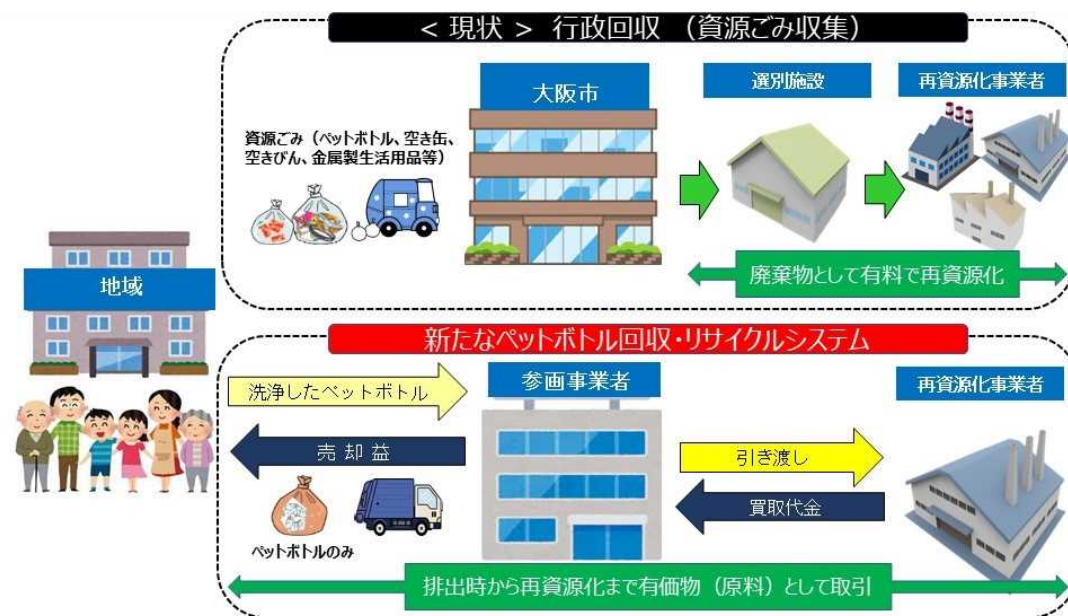 < 現状 > 行政回収 （資源ごみ収集）
大阪市
選別施設
再資源化事業者
資源ごみ（ペットボトル、空き缶、
空きびん、金属製生活用品等）
廃棄物として有料で再資源化
地域
新たなペットボトル回収・リサイクルシステム
洗浄したペットボトル
参画事業者
再資源化事業者
売却益
引き渡し
買取代金
ペットボトルのみ
排出時から再資源化まで有価物（原料）として取引